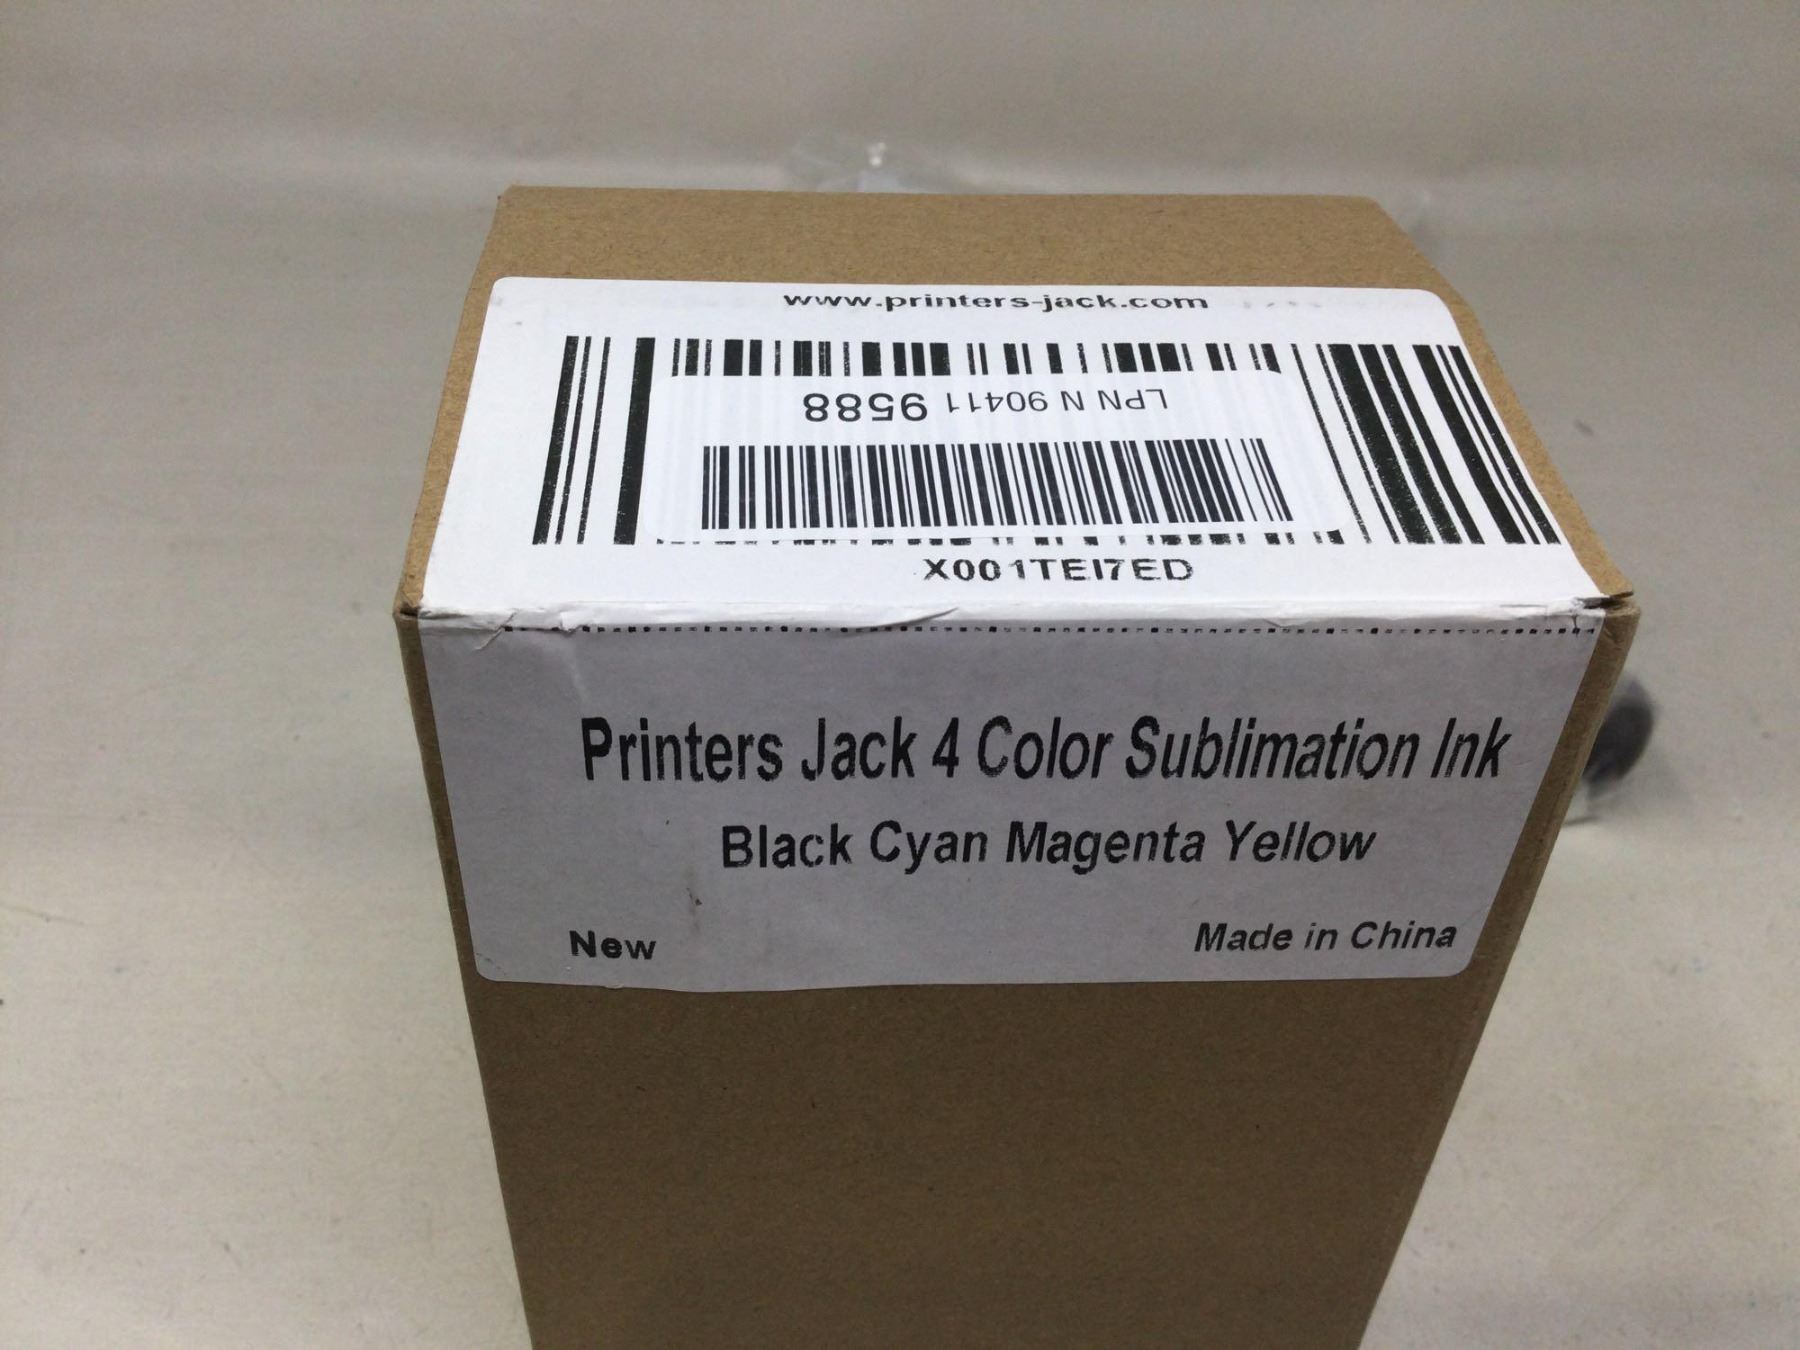 www.printers-jack.com
LPN N 90411 9588
X001TEI7ED
Printers Jack 4 Color Sublimation Ink
Black Cyan Magenta Yellow
New
Made in China